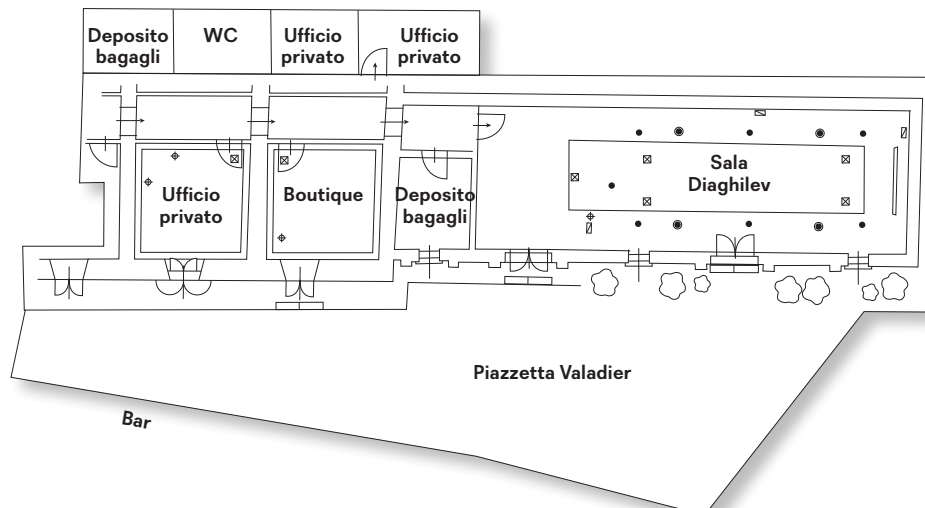 Deposito
bagagli
WC
Ufficio
privato
Ufficio
privato
Ufficio
privato
Boutique
Deposito
bagagli
Sala
Diaghilev
Piazzetta Valadier
Bar